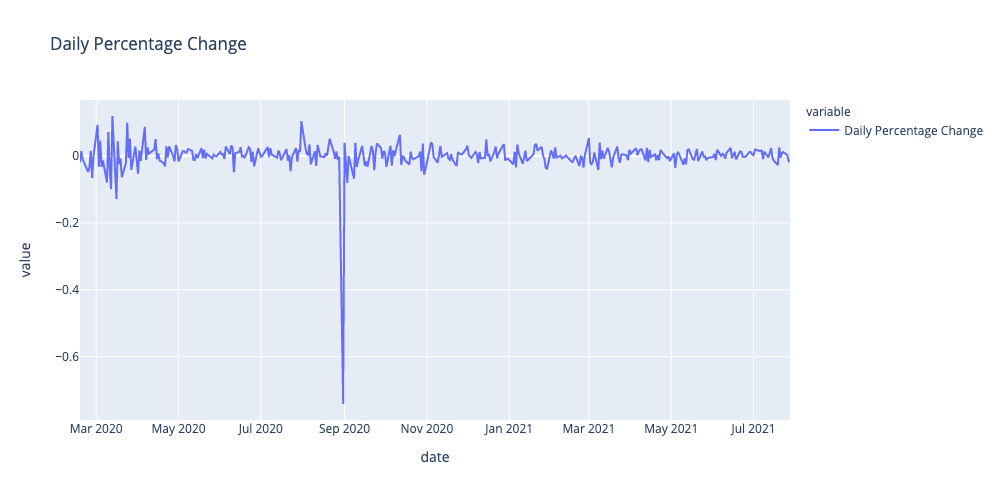 Daily Percentage Change
variable
Daily Percentage Change
0
−0.2
−0.4
−0.6
value
Mar 2020
May 2020
Jul 2020
Sep 2020
Nov 2020
Jan 2021
Mar 2021
May 2021
Jul 2021
date